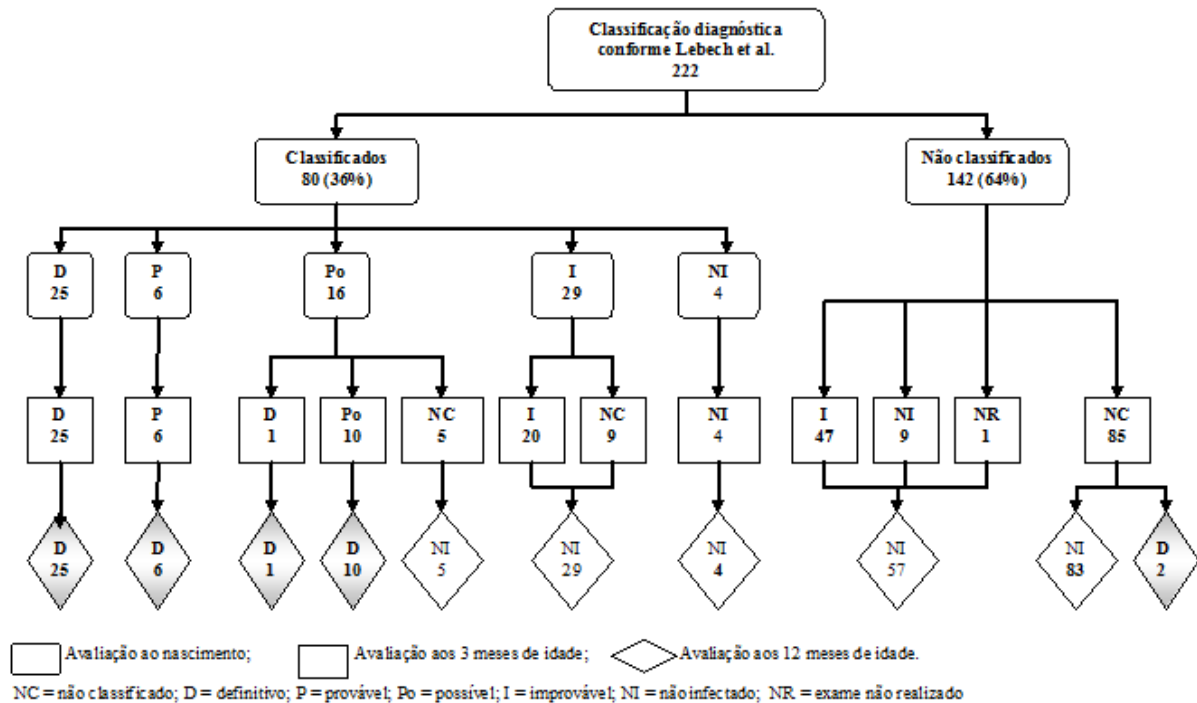 Classificação diagnóstica
conforme Lebech et al.
222
Classificados
80 (36%)
Não classificados
142 (64%)
D
25
P
6
Po
16
I
29
NI
4
D
25
P
6
D
1
Po
10
NC
5
I
20
NC
9
NI
4
I
47
NI
9
NR
1
NC
85
D
25
D
6
D
1
D
10
NI
5
NI
29
NI
4
NI
57
NI
83
D
2
Avaliação ao nascimento;
Avaliação aos 3 meses de idade;
Avaliação aos 12 meses de idade.
NC = não classificado; D = definitivo; P = provável; Po = possível; I = improvável; NI = não infectado; NR = exame não realizado